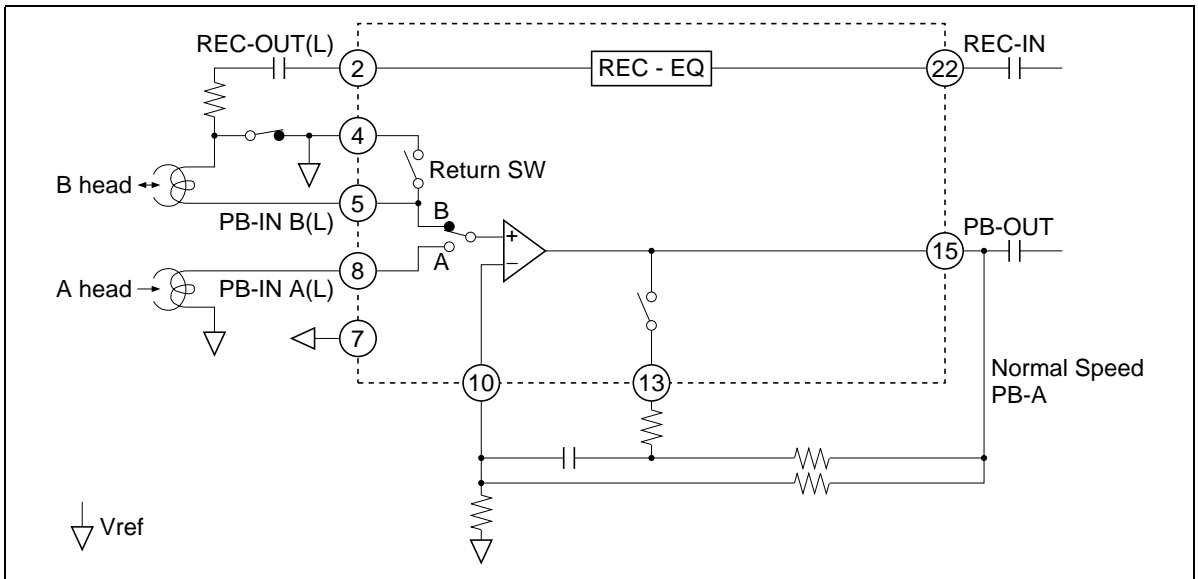 REC-OUT(L)
2
REC - EQ
22
REC-IN
4
Return SW
B head
5
PB-IN B(L)
B
A
15
PB-OUT
8
A head
PB-IN A(L)
7
10
13
Normal Speed
PB-A
Vref
+
−